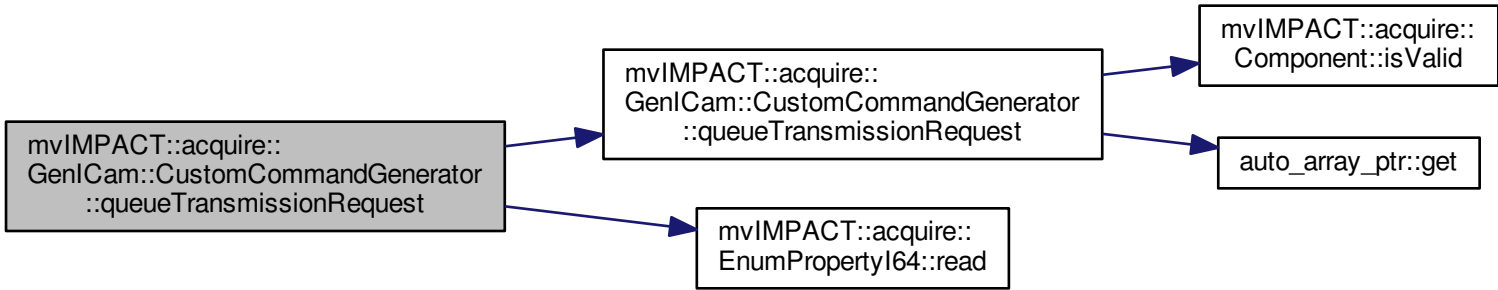 mvIMPACT::acquire::
GenICam::CustomCommandGenerator
::queueTransmissionRequest
mvIMPACT::acquire::
GenICam::CustomCommandGenerator
::queueTransmissionRequest
mvIMPACT::acquire::
Component::isValid
auto_array_ptr::get
mvIMPACT::acquire::
EnumPropertyI64::read